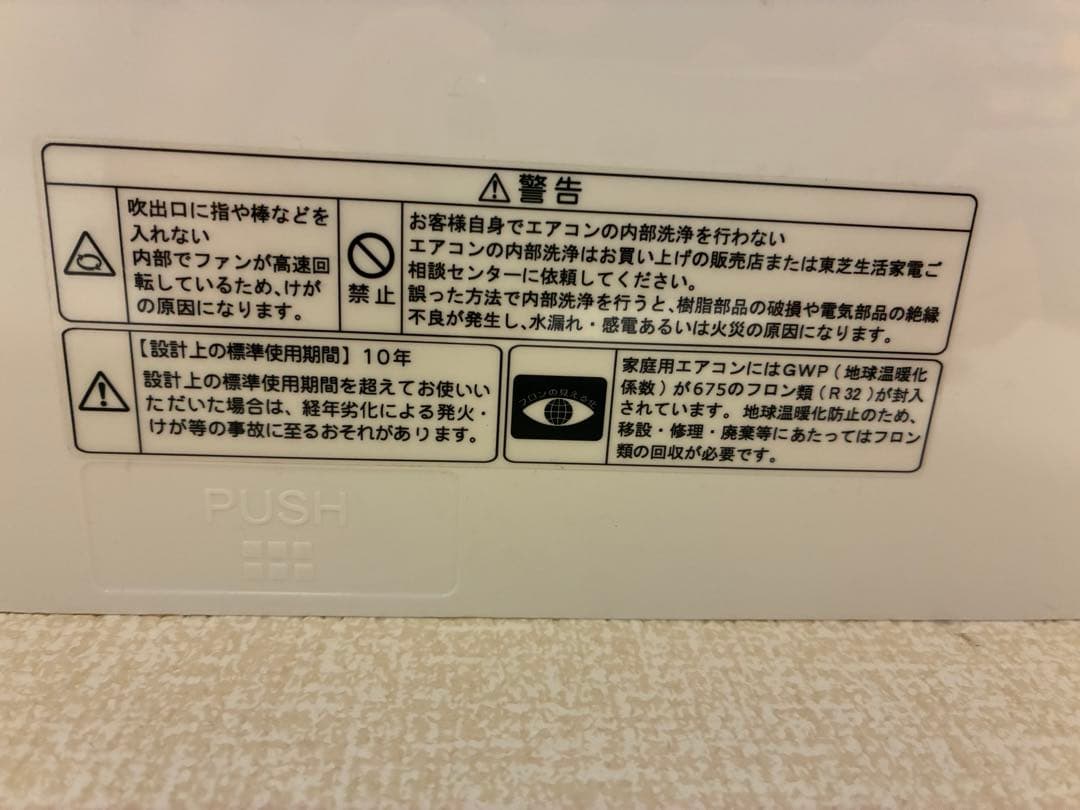 警告
吹出口に指や棒などを
入れない
内部でファンが高速回
転しているため、けが
の原因になります。
禁止
お客様自身でエアコンの内部洗浄を行わない
エアコンの内部洗浄はお買い上げの販売店または東芝生活家電ご
相談センターに依頼してください。
誤った方法で内部洗浄を行うと、樹脂部品の破損や電気部品の絶縁
不良が発生し、水漏れ・感電あるいは火災の原因になります。
【設計上の標準使用期間】10年
設計上の標準使用期間を超えてお使いい
ただいた場合は、経年劣化による発火・
けが等の事故に至るおそれがあります。
フロンの見える化
家庭用エアコンにはGWP(地球温暖化
係数)が675のフロン類(R32)が封入
されています。地球温暖化防止のため、
移設・修理・廃棄等にあたってはフロン
類の回収が必要です。
PUSH